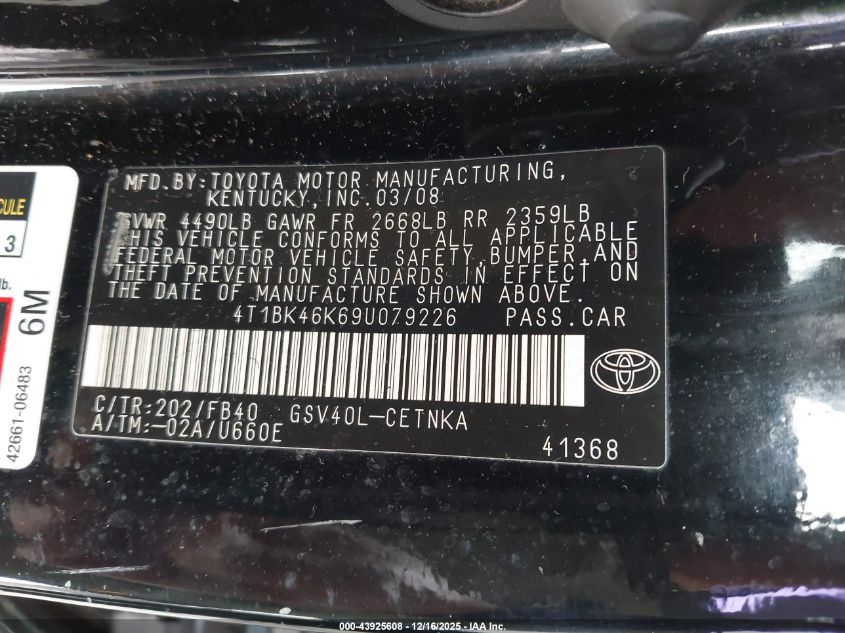 MFD.BY:TOYOTA MOTOR MANUFACTURING,
KENTUCKY,INC.03/08
GVWR 4490LB GAWR FR 2668LB RR 2359LB
THIS VEHICLE CONFORMS TO ALL APPLICABLE
FEDERAL MOTOR VEHICLE SAFETY,BUMPER,AND
THEFT PREVENTION STANDARDS IN EFFECT ON
THE DATE OF MANUFACTURE SHOWN ABOVE.
4T1BK46K69U079226 PASS.CAR
C/TR:202/FB40 GSV40L-CETNKA
A/TM:-02A/U660E
41368
CULE
3
lb.
6M
42661-06483
000-43925608 - 12/16/2025 - IAA Inc.